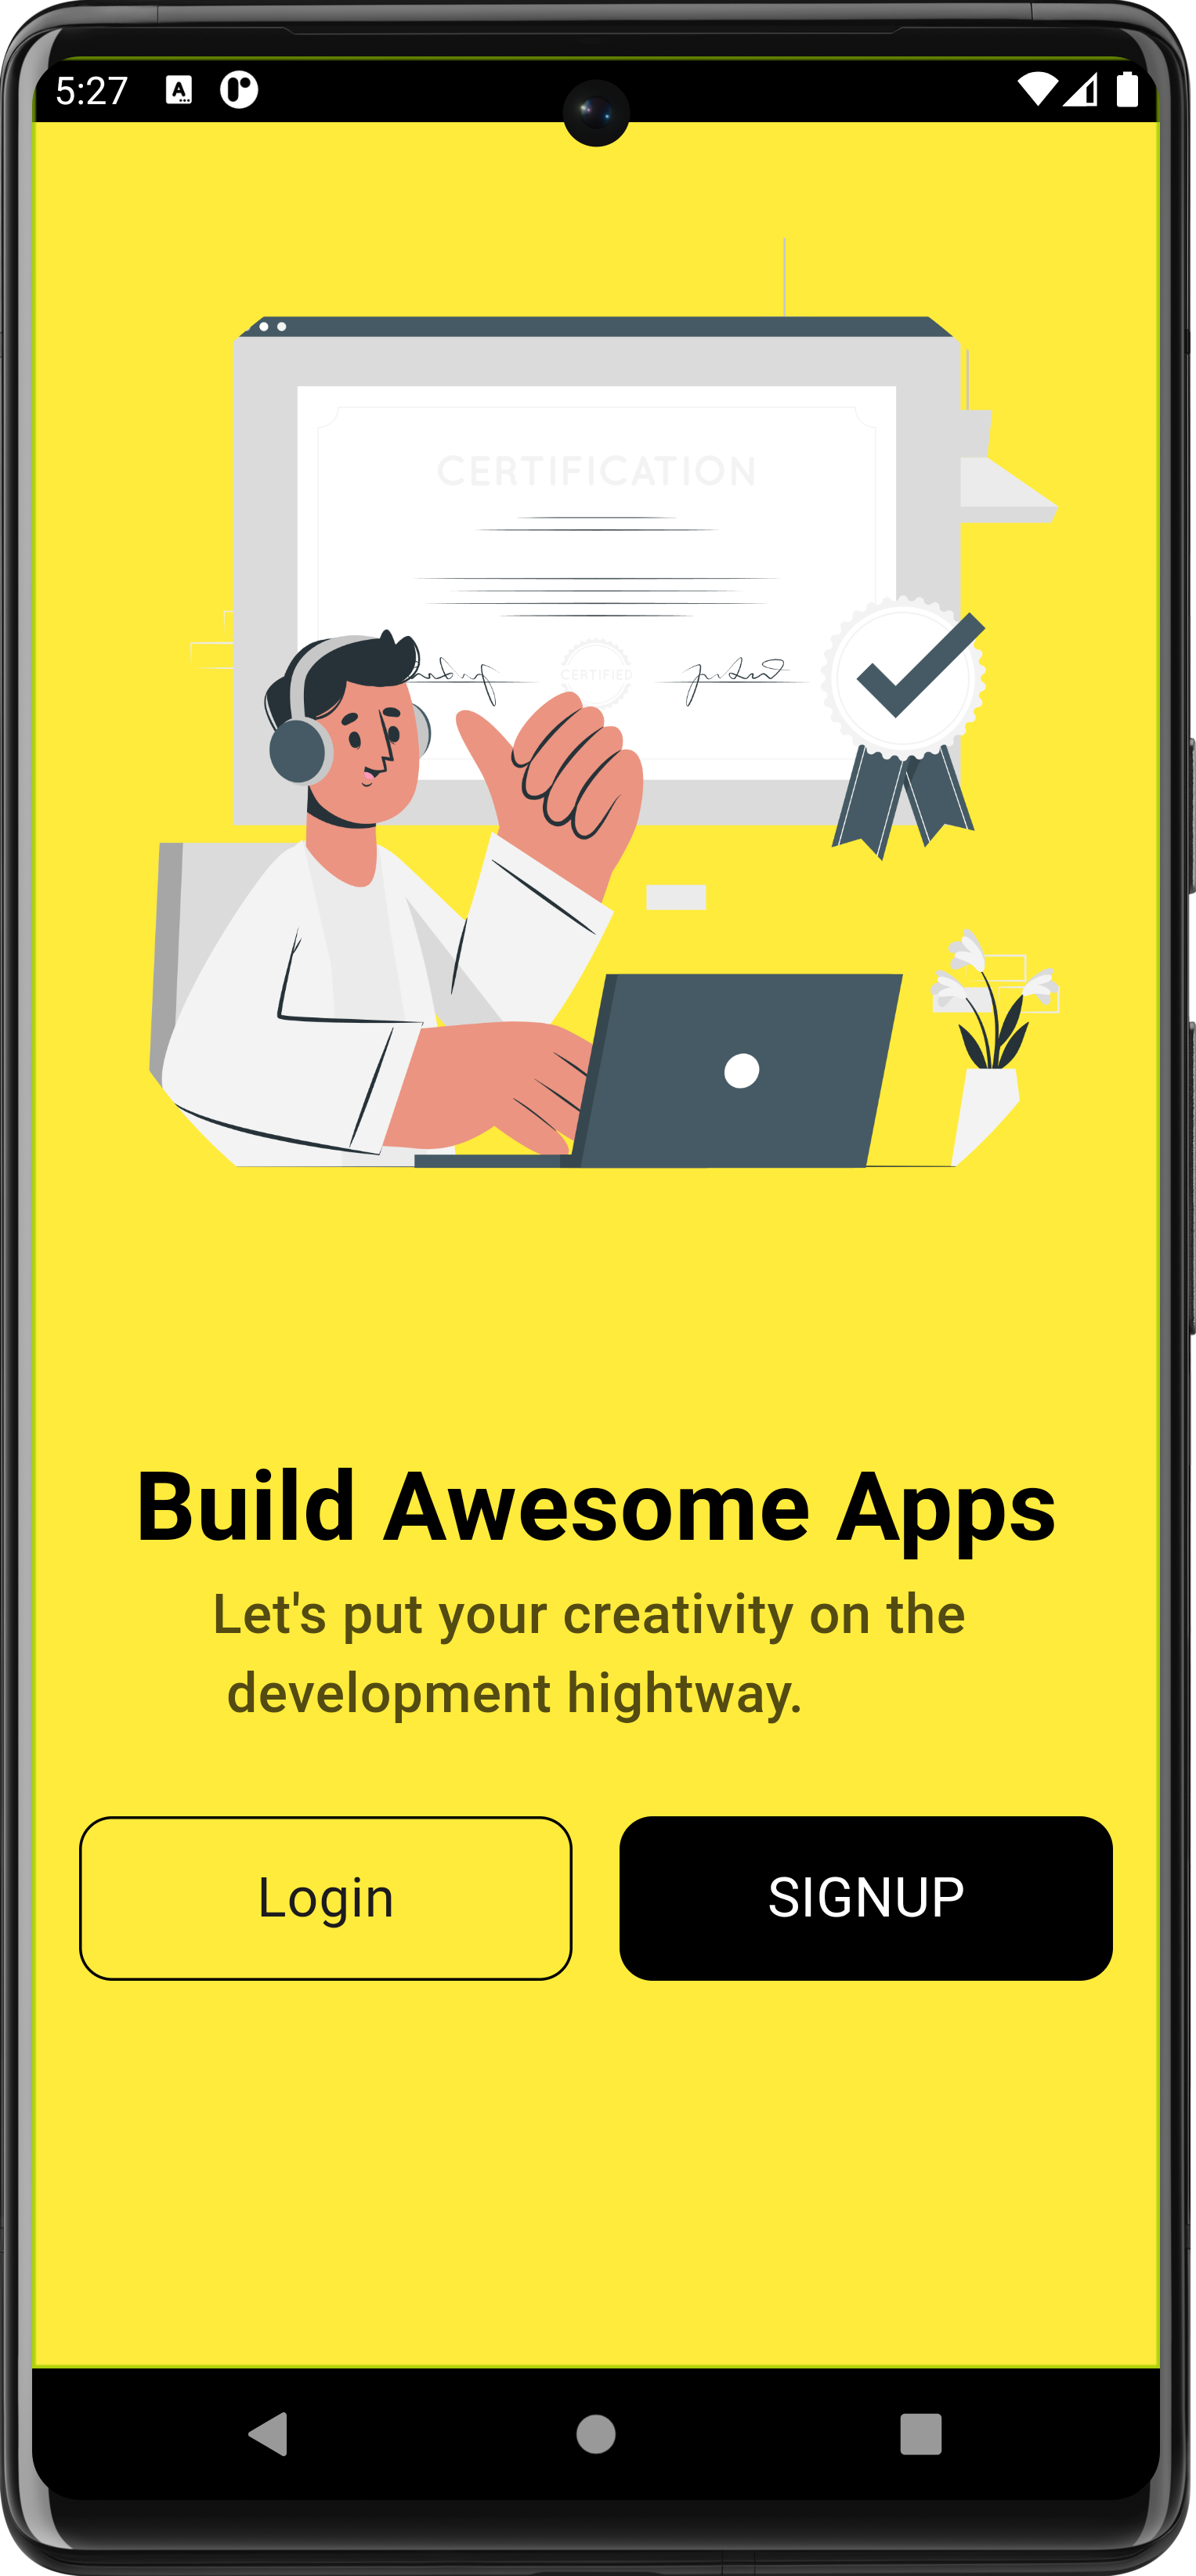 5:27
CERTIFICATION
CERTIFIED
Build Awesome Apps
Let's put your creativity on the
development hightway.
Login
SIGNUP